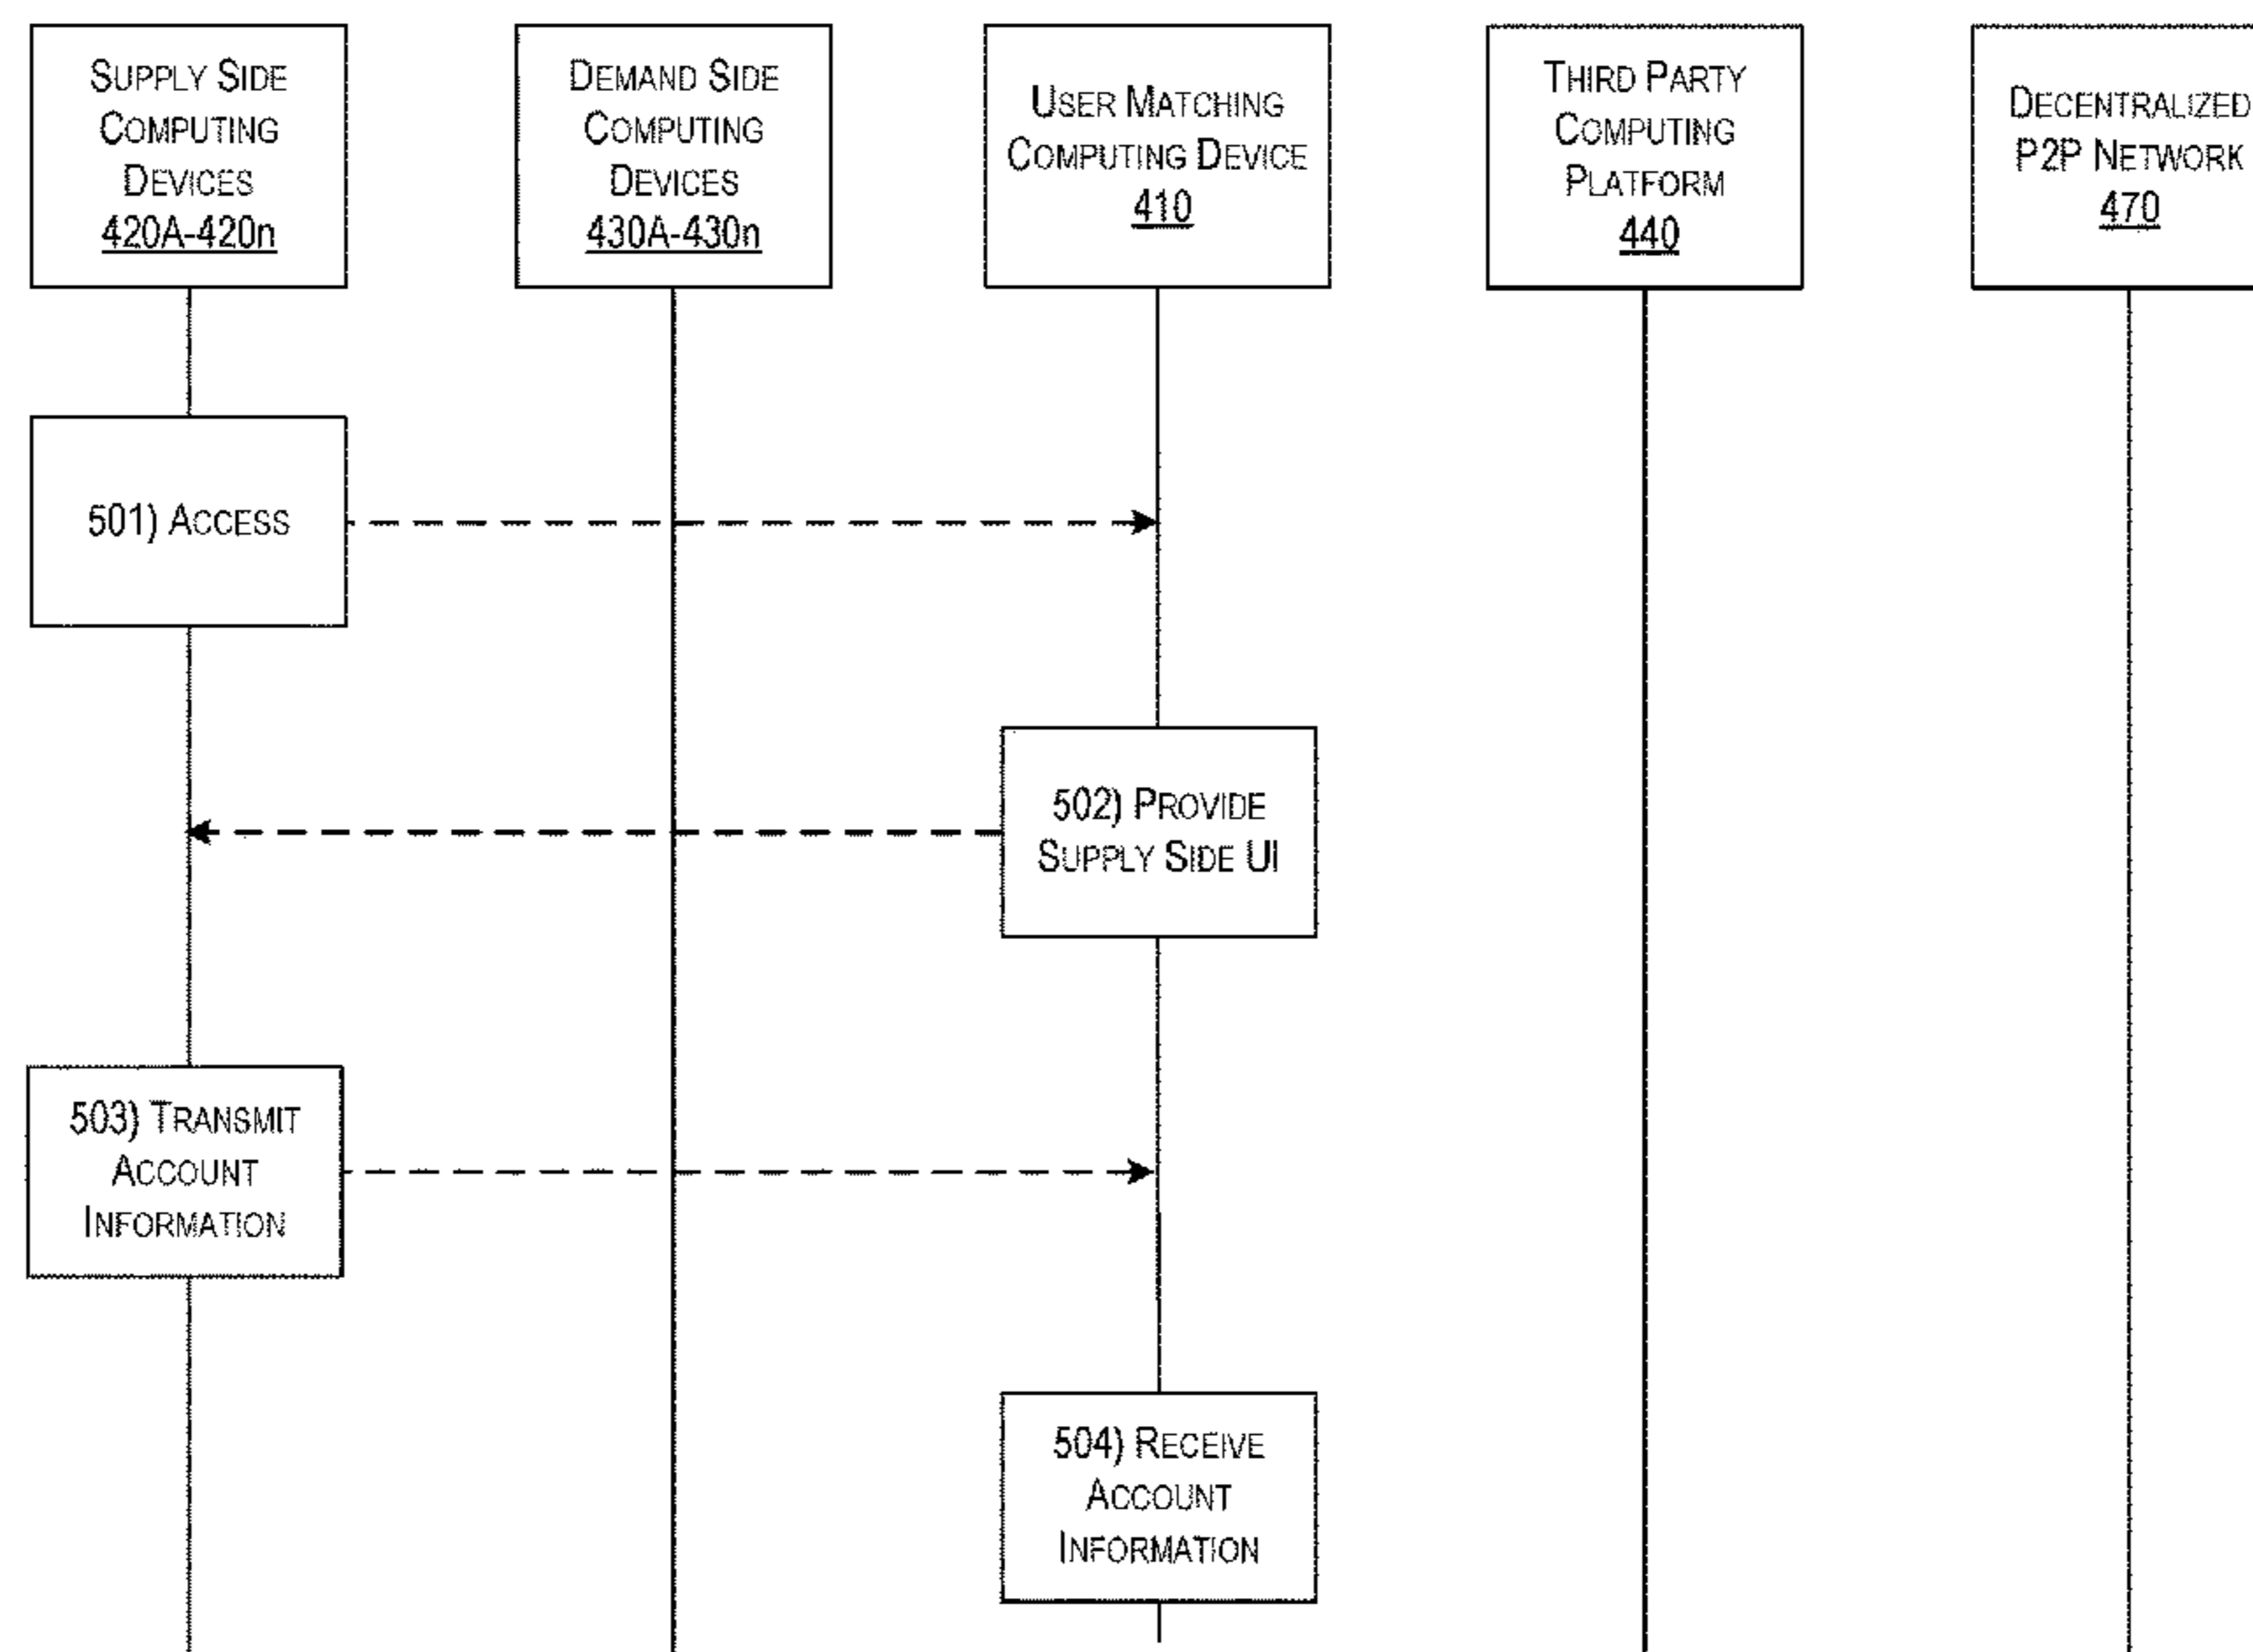 SUPPLY SIDE
COMPUTING
DEVICES
420A-420n
DEMAND SIDE
COMPUTING
DEVICES
430A-430n
USER MATCHING
COMPUTING DEVICE
410
THIRD PARTY
COMPUTING
PLATFORM
440
DECENTRALIZED
P2P NETWORK
470
501) ACCESS
502) PROVIDE
SUPPLY SIDE UI
503) TRANSMIT
ACCOUNT
INFORMATION
504) RECEIVE
ACCOUNT
INFORMATION